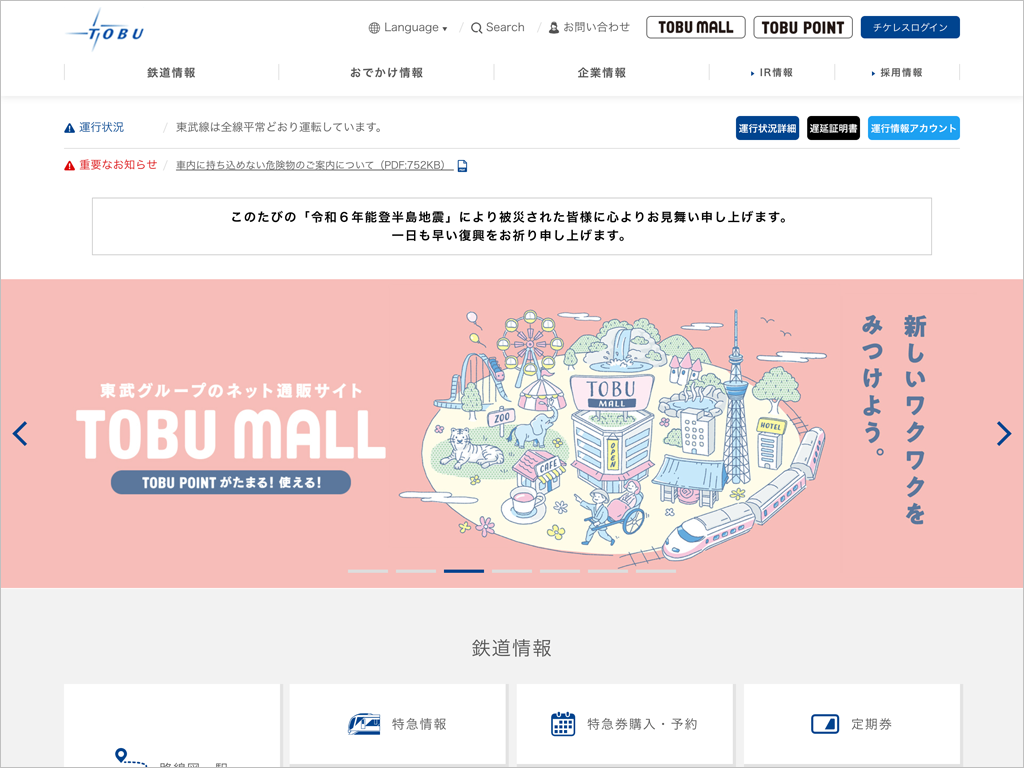 TOBU
Language
Search
お問い合わせ
TOBU MALL
TOBU POINT
チケレスログイン
鉄道情報
おでかけ情報
企業情報
IR情報
採用情報
運行状況
東武線は全線平常どおり運転しています。
運行状況詳細
遅延証明書
運行情報アカウント
重要なお知らせ
車内に持ち込めない危険物のご案内について（PDF:752KB）
このたびの「令和６年能登半島地震」により被災された皆様に心よりお見舞い申し上げます。
一日も早い復興をお祈り申し上げます。
東武グループのネット通販サイト
TOBU MALL
TOBU POINT がたまる! 使える!
TOBU
MALL
ZOO
CAFE
OPEN
HOTEL
新しいワクワクを
みつけよう。
鉄道情報
特急情報
特急券購入・予約
定期券